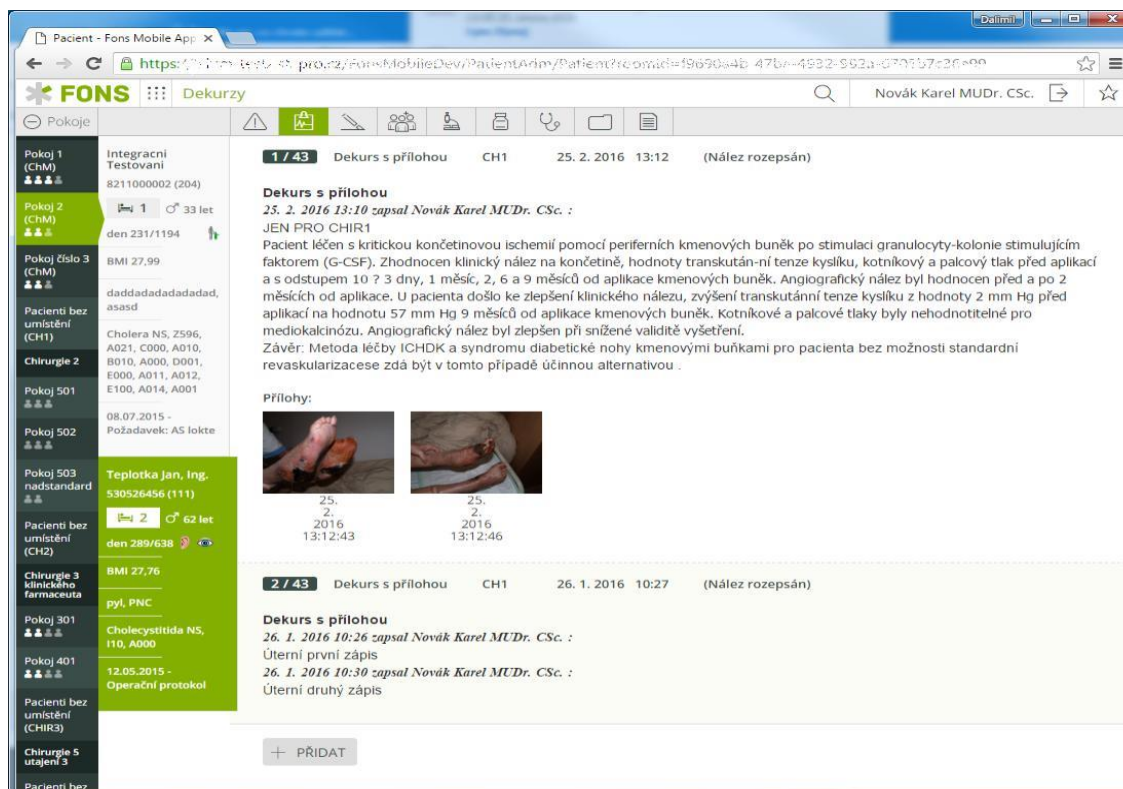 Dalimil
Pacient - Fons Mobile App
https:
FONS Dekurzy Novák Karel MUDr. CSc.
Pokoje
Pokoj 1
(ChM)
Pokoj 2
(ChM)
Pokoj číslo 3
(ChM)
Pacienti bez
umístění
(CH1)
Chirurgie 2
Pokoj 501
Pokoj 502
Pokoj 503
nadstandard
Pacienti bez
umístění
(CH2)
Chirurgie 3
klinického
farmaceuta
Pokoj 301
Pokoj 401
Pacienti bez
umístění
(CHIR3)
Chirurgie 5
utajení 3
Pacienti bez
Integracni
Testovani
8211000002 (204)
1 33 let
den 231/1194
BMI 27,99
daddadadadadadad,
asasd
Cholera NS, Z596,
A021, C000, A010,
B010, A000, D001,
E000, A011, A012,
E100, A014, A001
08.07.2015 -
Požadavek: AS lokte
Teplotka Jan, Ing.
530526456 (111)
2 62 let
den 289/638
BMI 27,76
pyl, PNC
Cholecystitida NS,
I10, A000
12.05.2015 -
Operační protokol
1 / 43 Dekurs s přílohou CH1 25. 2. 2016 13:12 (Nález rozepsán)
Dekurs s přílohou
25. 2. 2016 13:10 zapsal Novák Karel MUDr. CSc. :
JEN PRO CHIR1
Pacient léčen s kritickou končetinovou ischemií pomocí periferních kmenových buněk po stimulaci granulocyty-kolonie stimulujícím
faktorem (G-CSF). Zhodnocen klinický nález na končetině, hodnoty transkután-ní tenze kyslíku, kotníkový a palcový tlak před aplikací
a s odstupem 10 ? 3 dny, 1 měsíc, 2, 6 a 9 měsíců od aplikace kmenových buněk. Angiografický nález byl hodnocen před a po 2
měsících od aplikace. U pacienta došlo ke zlepšení klinického nálezu, zvýšení transkutánní tenze kyslíku z hodnoty 2 mm Hg před
aplikací na hodnotu 57 mm Hg 9 měsíců od aplikace kmenových buněk. Kotníkové a palcové tlaky byly nehodnotitelné pro
mediokalcinózu. Angiografický nález byl zlepšen při snížené validitě vyšetření.
Závěr: Metoda léčby ICHDK a syndromu diabetické nohy kmenovými buňkami pro pacienta bez možnosti standardní
revaskularizacese zdá být v tomto případě účinnou alternativou .
Přílohy:
25.
2.
2016
13:12:43
25.
2.
2016
13:12:46
2 / 43 Dekurs s přílohou CH1 26. 1. 2016 10:27 (Nález rozepsán)
Dekurs s přílohou
26. 1. 2016 10:26 zapsal Novák Karel MUDr. CSc. :
Úterní první zápis
26. 1. 2016 10:30 zapsal Novák Karel MUDr. CSc. :
Úterní druhý zápis
+ PŘIDAT